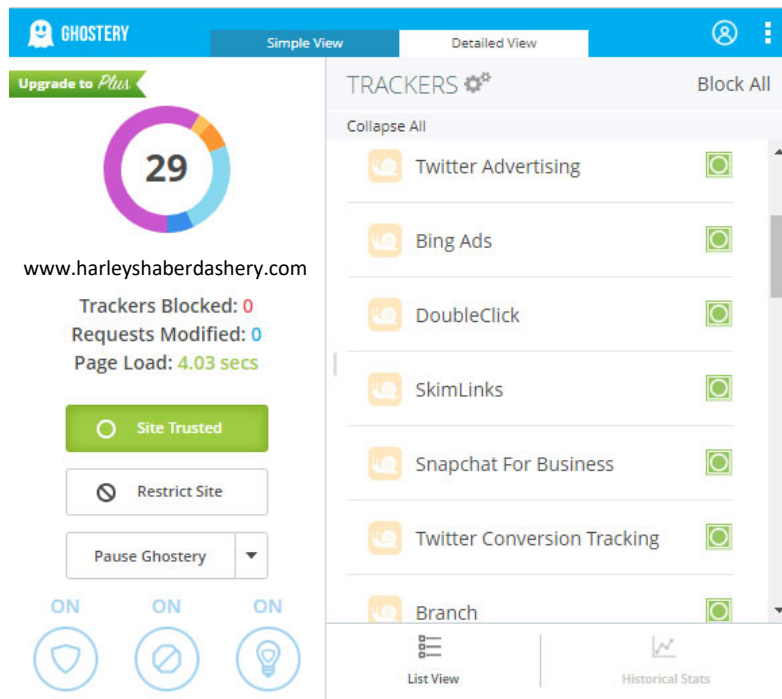 GHOSTERY
Simple View
Detailed View
Upgrade to Plus
29
www.harleyshaberdashery.com
Trackers Blocked: 0
Requests Modified: 0
Page Load: 4.03 secs
Site Trusted
Restrict Site
Pause Ghostery
ON ON ON
TRACKERS
Block All
Collapse All
Twitter Advertising
Bing Ads
DoubleClick
SkimLinks
Snapchat For Business
Twitter Conversion Tracking
Branch
List View
Historical Stats